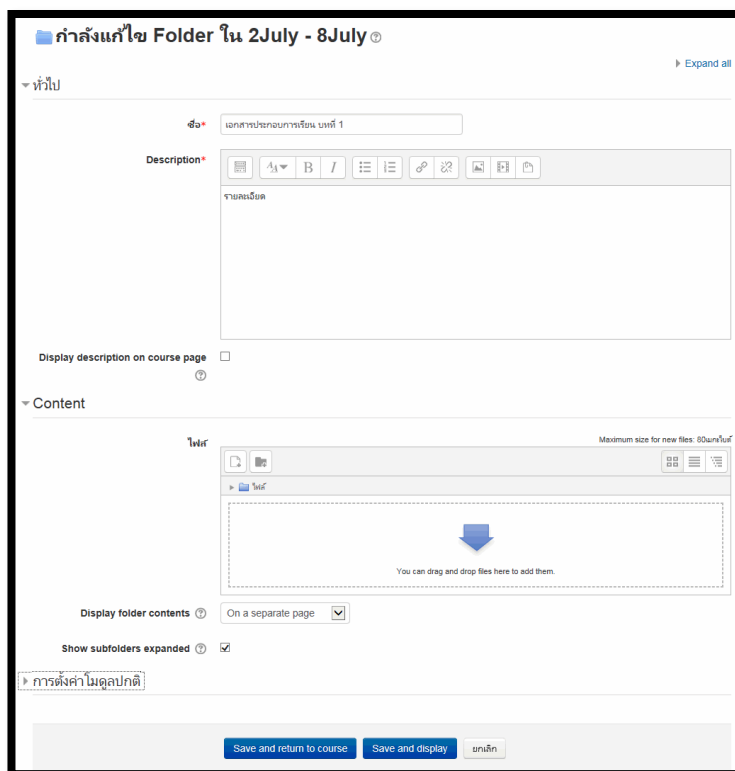 กำลังแก้ไข Folder ใน 2July - 8July
Expand all
ทั่วไป
ชื่อ*
เอกสารประกอบการเรียน บทที่ 1
Description*
B I
รายละเอียด
Display description on course page
Content
ไฟล์
Maximum size for new files: 80เมกะไบต์
ไฟล์
You can drag and drop files here to add them.
Display folder contents
On a separate page
Show subfolders expanded
การตั้งค่าโมดูลปกติ
Save and return to course
Save and display
ยกเลิก